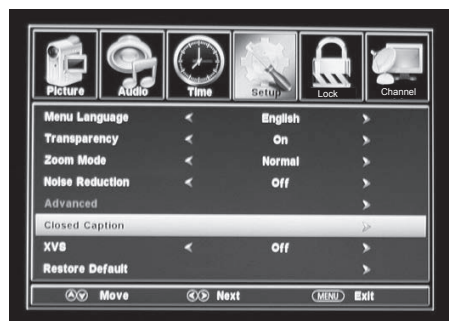 Picture Audio Time Setup Lock Channel
Menu Language English
Transparency On
Zoom Mode Normal
Noise Reduction Off
Advanced
Closed Caption
XVS Off
Restore Default
Move Next MENU Exit